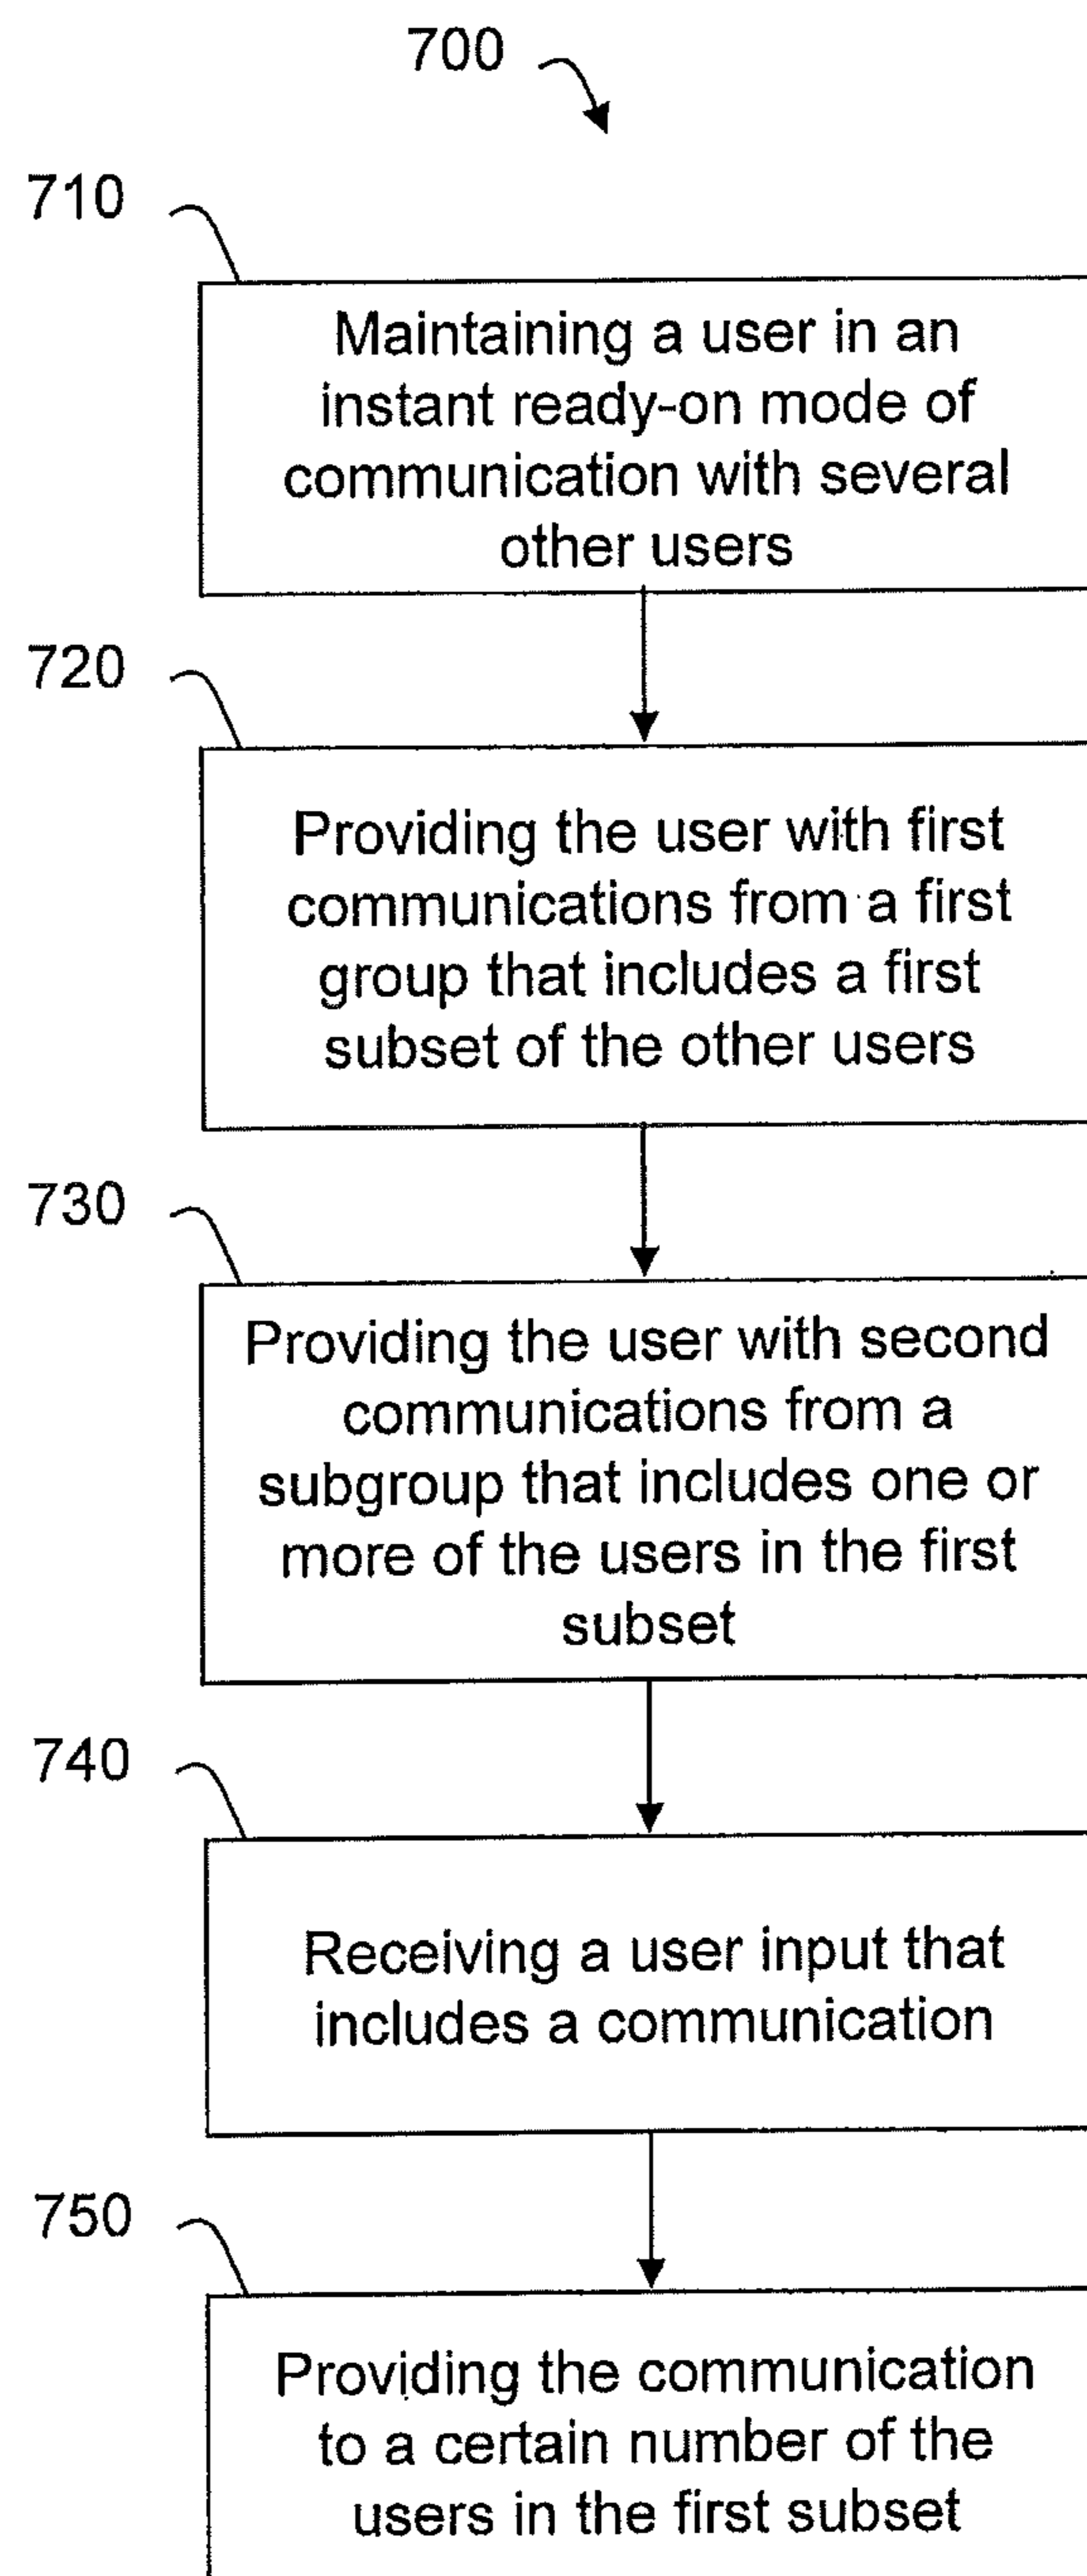 700
710
Maintaining a user in an
instant ready-on mode of
communication with several
other users
720
Providing the user with first
communications from a first
group that includes a first
subset of the other users
730
Providing the user with second
communications from a
subgroup that includes one or
more of the users in the first
subset
740
Receiving a user input that
includes a communication
750
Providing the communication
to a certain number of the
users in the first subset